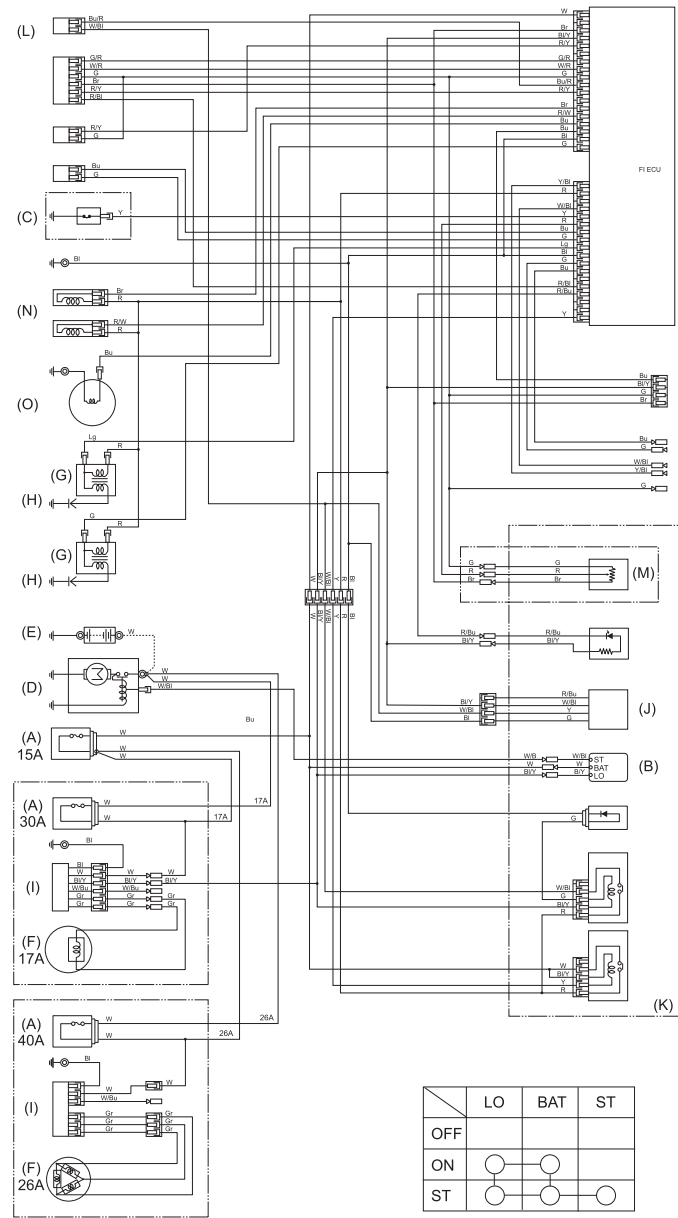 (L)
Bu/R
W/Bl
G/R
W/R
G
Br
R/Y
R/Bl
R/Y
G
Bu
G
(C)
Y
Bl
(N)
Br
R
R/W
R
Bu
(O)
Lg
R
(G)
(H)
G
R
(G)
(H)
(E)
W
(D)
W
W
W/Bl
Bu
(A)
15A
W
W
W
(A)
30A
W
17A
W
17A
Bl
(I)
Bl
W W W
Bl/Y Bl/Y Bl/Y
W/Bu W/Bu
Gr Gr Gr
Gr Gr Gr
(F)
17A
(A)
40A
W
26A
W
26A
Bl
(I)
W W
W/Bu
Gr Gr
Gr Gr
Gr Gr
(F)
26A
W
Br
Bl/Y
R/Y
G/R
W/R
G
Bu/R
R/Y
Br
R/W
Bu
Bu
Bl
G
FI ECU
Y/Bl
R
W/Bl
Y
R
Bu
G
Lg
Bl
G
Bu
R/Bl
R/Bu
Y
Bu
Bl/Y
G
Br
Bu
G
W/Bl
Y/Bl
G
W Bl/Y W/Bl Y R Bl
W Bl/Y W/Bl Y R Bl
G G
R R
Br Br
(M)
R/Bu R/Bu
Bl/Y Bl/Y
Bl/Y R/Bu
W/Bl W/Bl
Bl Y
G
(J)
W/B W/Bl ST
W W BAT
Bl/Y B/Y LO
(B)
G
W/Bl
G
Bl/Y
R
W
Bl/Y
Y
R
(K)
LO BAT ST
OFF
ON
ST